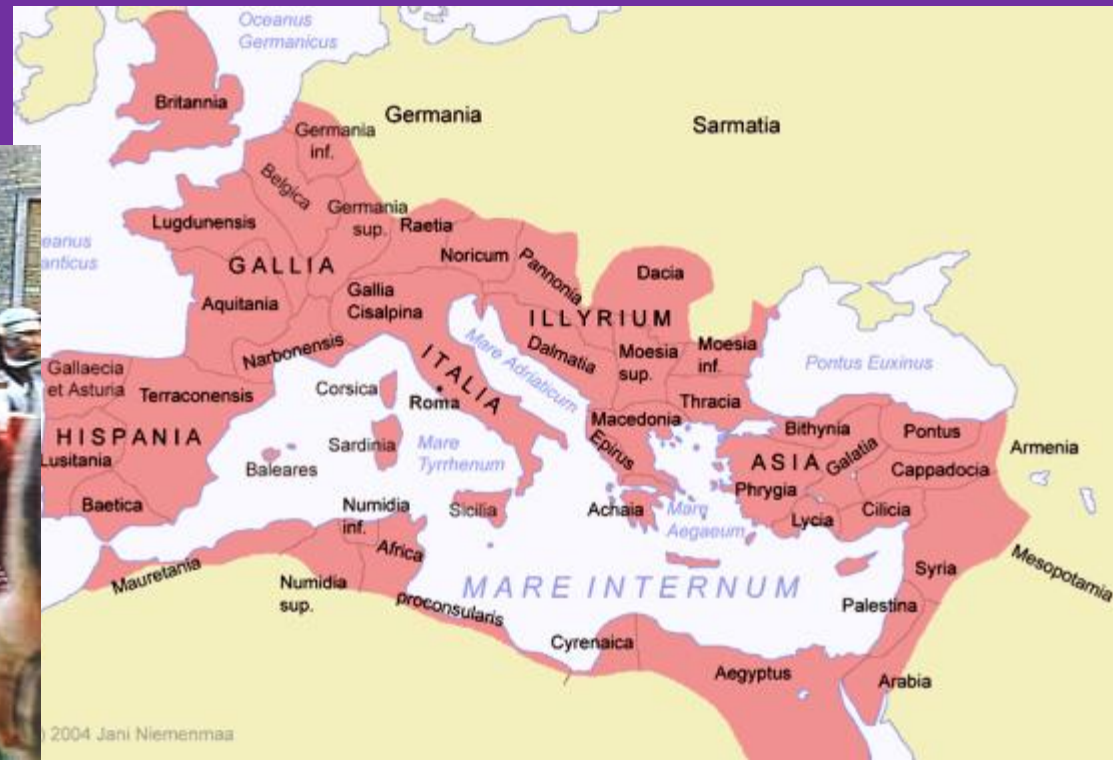 Oceanus
Germanicus
Britannia
Germania
Sarmatia
Germania
inf.
Belgica
Germania
sup.
Lugdunensis
Raetia
eanus
anticus
GALLIA
Noricum
Pannonia
Dacia
Aquitania
Gallia
Cisalpina
ILLYRIUM
Narbonensis
ITALIA
Mare Adriaticum
Dalmatia
Moesia
sup.
Moesia
inf.
Pontus Euxinus
Gallaecia
et Asturia
Terraconensis
Corsica
Roma
Thracia
HISPANIA
Sardinia
Mare
Tyrrhenum
Macedonia
Epirus
Bithynia
Pontus
Armenia
Lusitania
Baleares
ASIA
Galatia
Cappadocia
Phrygia
Baetica
Numidia
inf.
Sicilia
Achaia
Mare
Aegaeum
Lycia
Cilicia
Africa
proconsularis
Mauretania
Numidia
sup.
MARE INTERNUM
Syria
Mesopotamia
Palestina
Cyrenaica
Aegyptus
Arabia
) 2004 Jani Niemenmaa